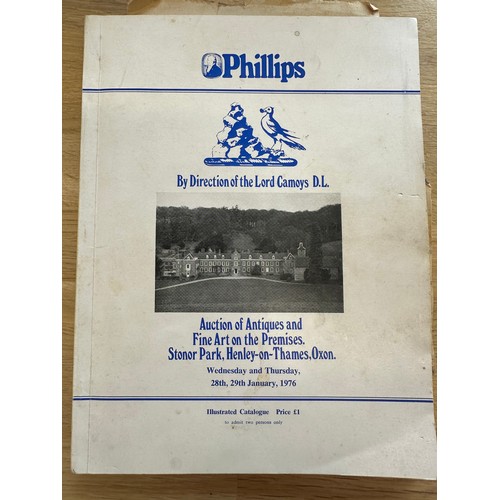 Phillips
By Direction of the Lord Camoys D.L.
Auction of Antiques and
Fine Art on the Premises.
Stonor Park, Henley-on-Thames, Oxon.
Wednesday and Thursday,
28th, 29th January, 1976
Illustrated Catalogue Price £1
to admit two persons only